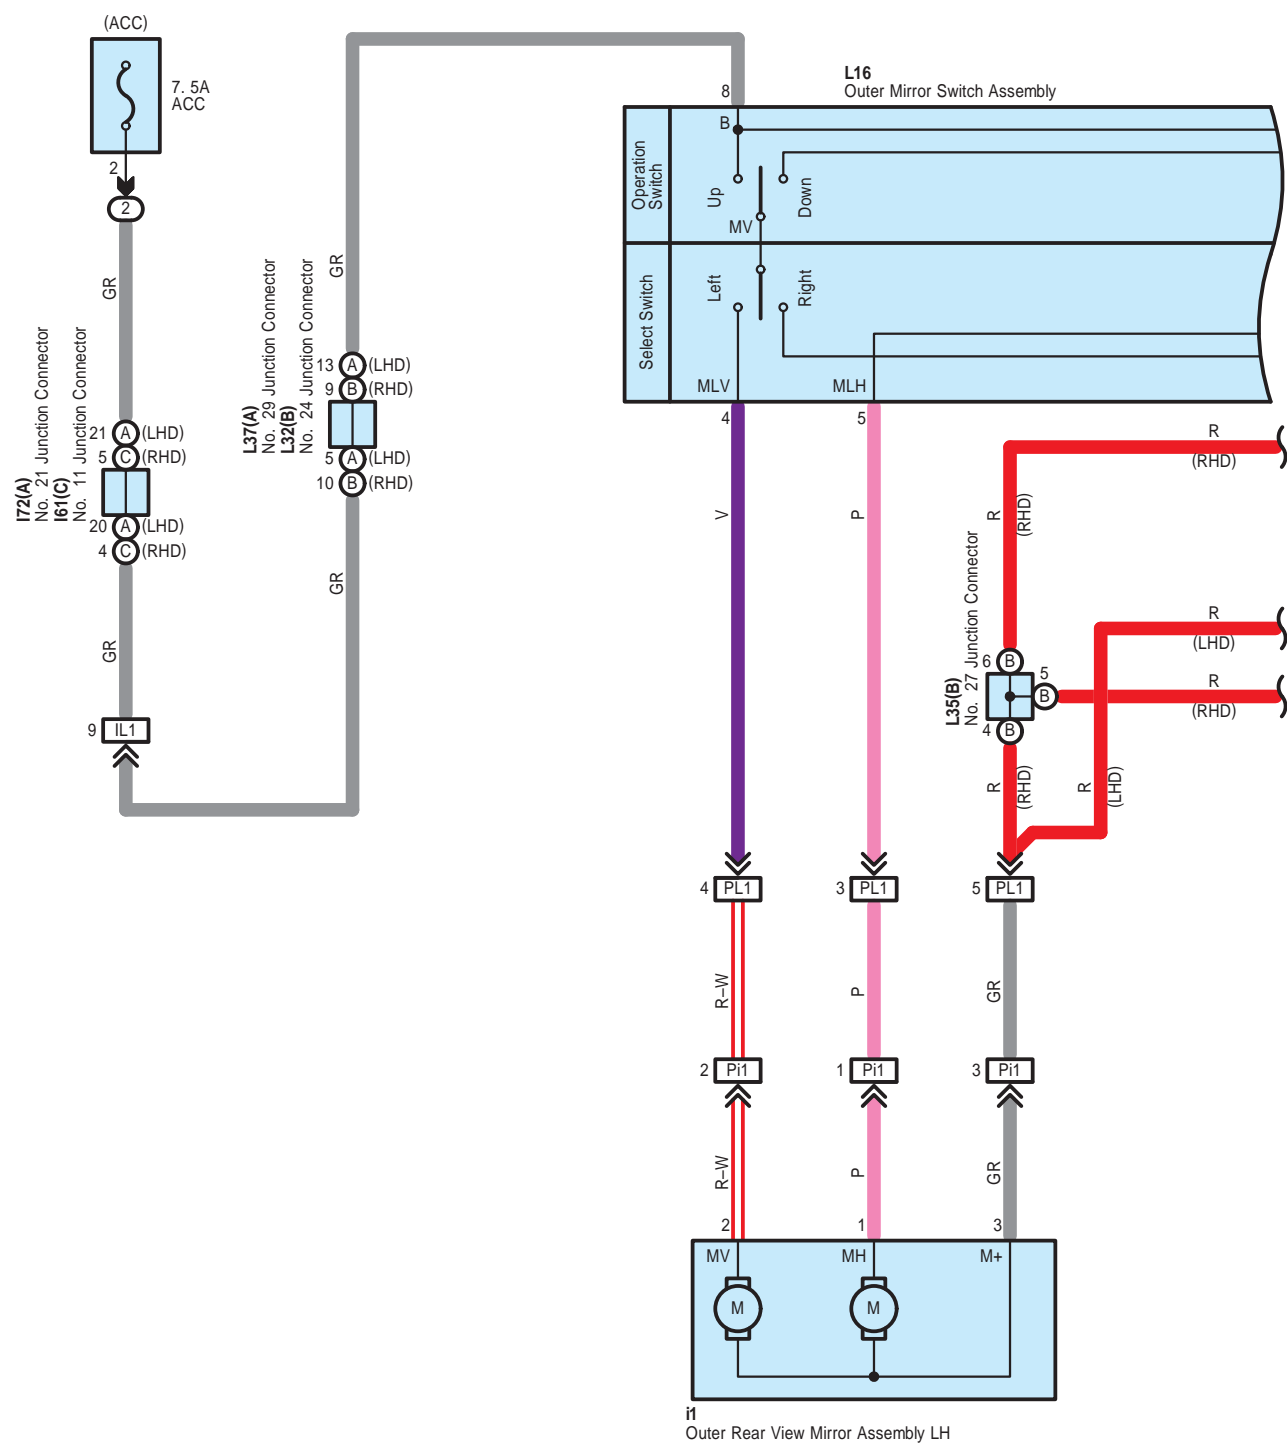 (ACC)
7. 5A
ACC
2
2
GR
I72(A)
No. 21 Junction Connector
I61(C)
No. 11 Junction Connector
21 A (LHD)
5 C (RHD)
20 A (LHD)
4 C (RHD)
GR
9 IL1
GR
L37(A)
No. 29 Junction Connector
L32(B)
No. 24 Junction Connector
13 A (LHD)
9 B (RHD)
5 A (LHD)
10 B (RHD)
GR
L16
Outer Mirror Switch Assembly
8
B
Operation
Switch
Up
Down
MV
Select Switch
Left
Right
MLV
MLH
4
5
V
P
R
(RHD)
R
(RHD)
L35(B)
No. 27 Junction Connector
6 B
5
B
4 B
R
(LHD)
R
(RHD)
R
(RHD)
R
(LHD)
4 PL1
3 PL1
5 PL1
R–W
P
GR
2 Pi1
1 Pi1
3 Pi1
R–W
P
GR
2
1
3
MV
MH
M+
M
M
i1
Outer Rear View Mirror Assembly LH